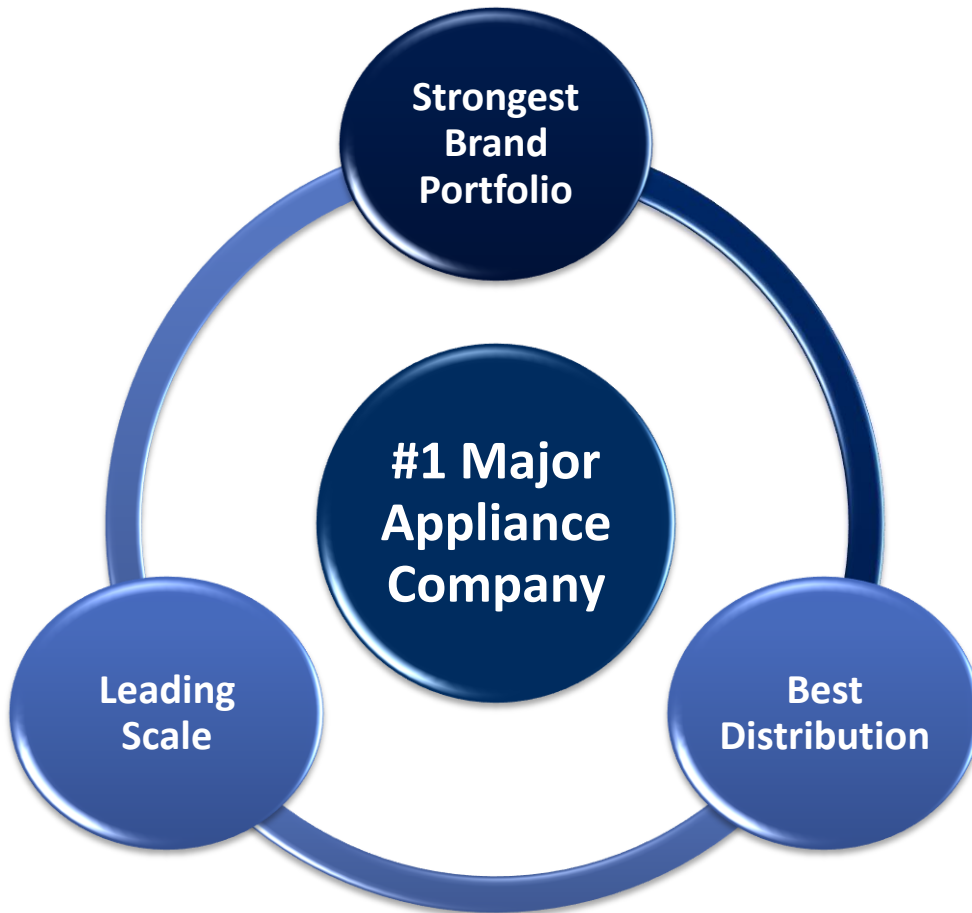 Strongest
Brand
Portfolio
#1 Major
Appliance
Company
Leading
Scale
Best
Distribution